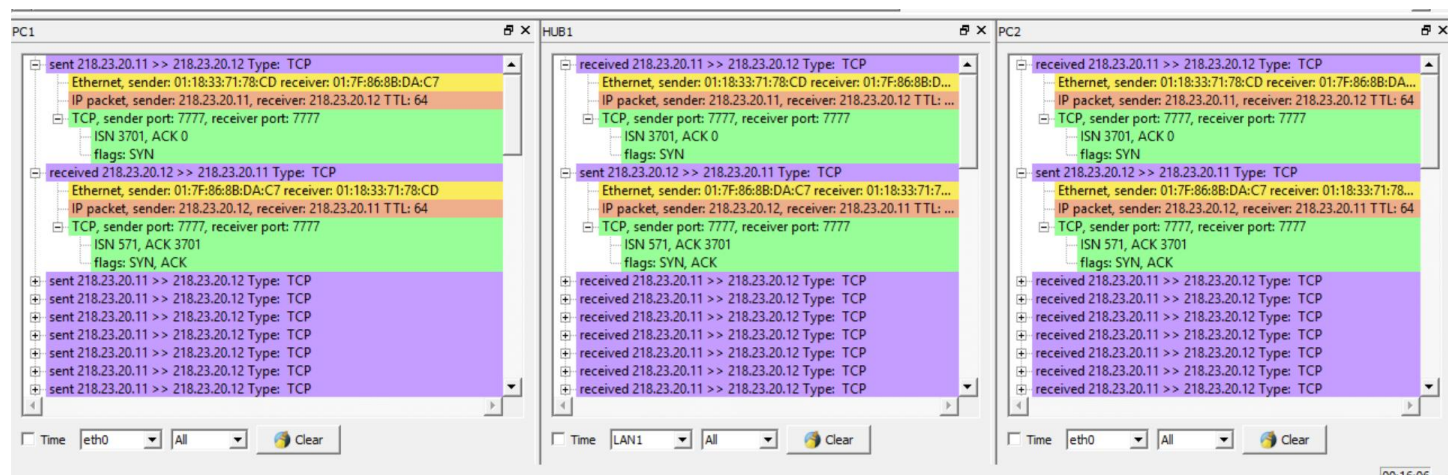 PC1
sent 218.23.20.11 >> 218.23.20.12 Type: TCP
Ethernet, sender: 01:18:33:71:78:CD receiver: 01:7F:86:8B:DA:C7
IP packet, sender: 218.23.20.11, receiver: 218.23.20.12 TTL: 64
TCP, sender port: 7777, receiver port: 7777
ISN 3701, ACK 0
flags: SYN
received 218.23.20.12 >> 218.23.20.11 Type: TCP
Ethernet, sender: 01:7F:86:8B:DA:C7 receiver: 01:18:33:71:78:CD
IP packet, sender: 218.23.20.12, receiver: 218.23.20.11 TTL: 64
TCP, sender port: 7777, receiver port: 7777
ISN 571, ACK 3701
flags: SYN, ACK
sent 218.23.20.11 >> 218.23.20.12 Type: TCP
sent 218.23.20.11 >> 218.23.20.12 Type: TCP
sent 218.23.20.11 >> 218.23.20.12 Type: TCP
sent 218.23.20.11 >> 218.23.20.12 Type: TCP
sent 218.23.20.11 >> 218.23.20.12 Type: TCP
sent 218.23.20.11 >> 218.23.20.12 Type: TCP
sent 218.23.20.11 >> 218.23.20.12 Type: TCP
Time eth0 All Clear
HUB1
received 218.23.20.11 >> 218.23.20.12 Type: TCP
Ethernet, sender: 01:18:33:71:78:CD receiver: 01:7F:86:8B:D...
IP packet, sender: 218.23.20.11, receiver: 218.23.20.12 TTL: ...
TCP, sender port: 7777, receiver port: 7777
ISN 3701, ACK 0
flags: SYN
sent 218.23.20.12 >> 218.23.20.11 Type: TCP
Ethernet, sender: 01:7F:86:8B:DA:C7 receiver: 01:18:33:71:7...
IP packet, sender: 218.23.20.12, receiver: 218.23.20.11 TTL: ...
TCP, sender port: 7777, receiver port: 7777
ISN 571, ACK 3701
flags: SYN, ACK
received 218.23.20.11 >> 218.23.20.12 Type: TCP
received 218.23.20.11 >> 218.23.20.12 Type: TCP
received 218.23.20.11 >> 218.23.20.12 Type: TCP
received 218.23.20.11 >> 218.23.20.12 Type: TCP
received 218.23.20.11 >> 218.23.20.12 Type: TCP
received 218.23.20.11 >> 218.23.20.12 Type: TCP
received 218.23.20.11 >> 218.23.20.12 Type: TCP
Time LAN1 All Clear
PC2
received 218.23.20.11 >> 218.23.20.12 Type: TCP
Ethernet, sender: 01:18:33:71:78:CD receiver: 01:7F:86:8B:DA...
IP packet, sender: 218.23.20.11, receiver: 218.23.20.12 TTL: 64
TCP, sender port: 7777, receiver port: 7777
ISN 3701, ACK 0
flags: SYN
sent 218.23.20.12 >> 218.23.20.11 Type: TCP
Ethernet, sender: 01:7F:86:8B:DA:C7 receiver: 01:18:33:71:78...
IP packet, sender: 218.23.20.12, receiver: 218.23.20.11 TTL: 64
TCP, sender port: 7777, receiver port: 7777
ISN 571, ACK 3701
flags: SYN, ACK
received 218.23.20.11 >> 218.23.20.12 Type: TCP
received 218.23.20.11 >> 218.23.20.12 Type: TCP
received 218.23.20.11 >> 218.23.20.12 Type: TCP
received 218.23.20.11 >> 218.23.20.12 Type: TCP
received 218.23.20.11 >> 218.23.20.12 Type: TCP
received 218.23.20.11 >> 218.23.20.12 Type: TCP
received 218.23.20.11 >> 218.23.20.12 Type: TCP
Time eth0 All Clear